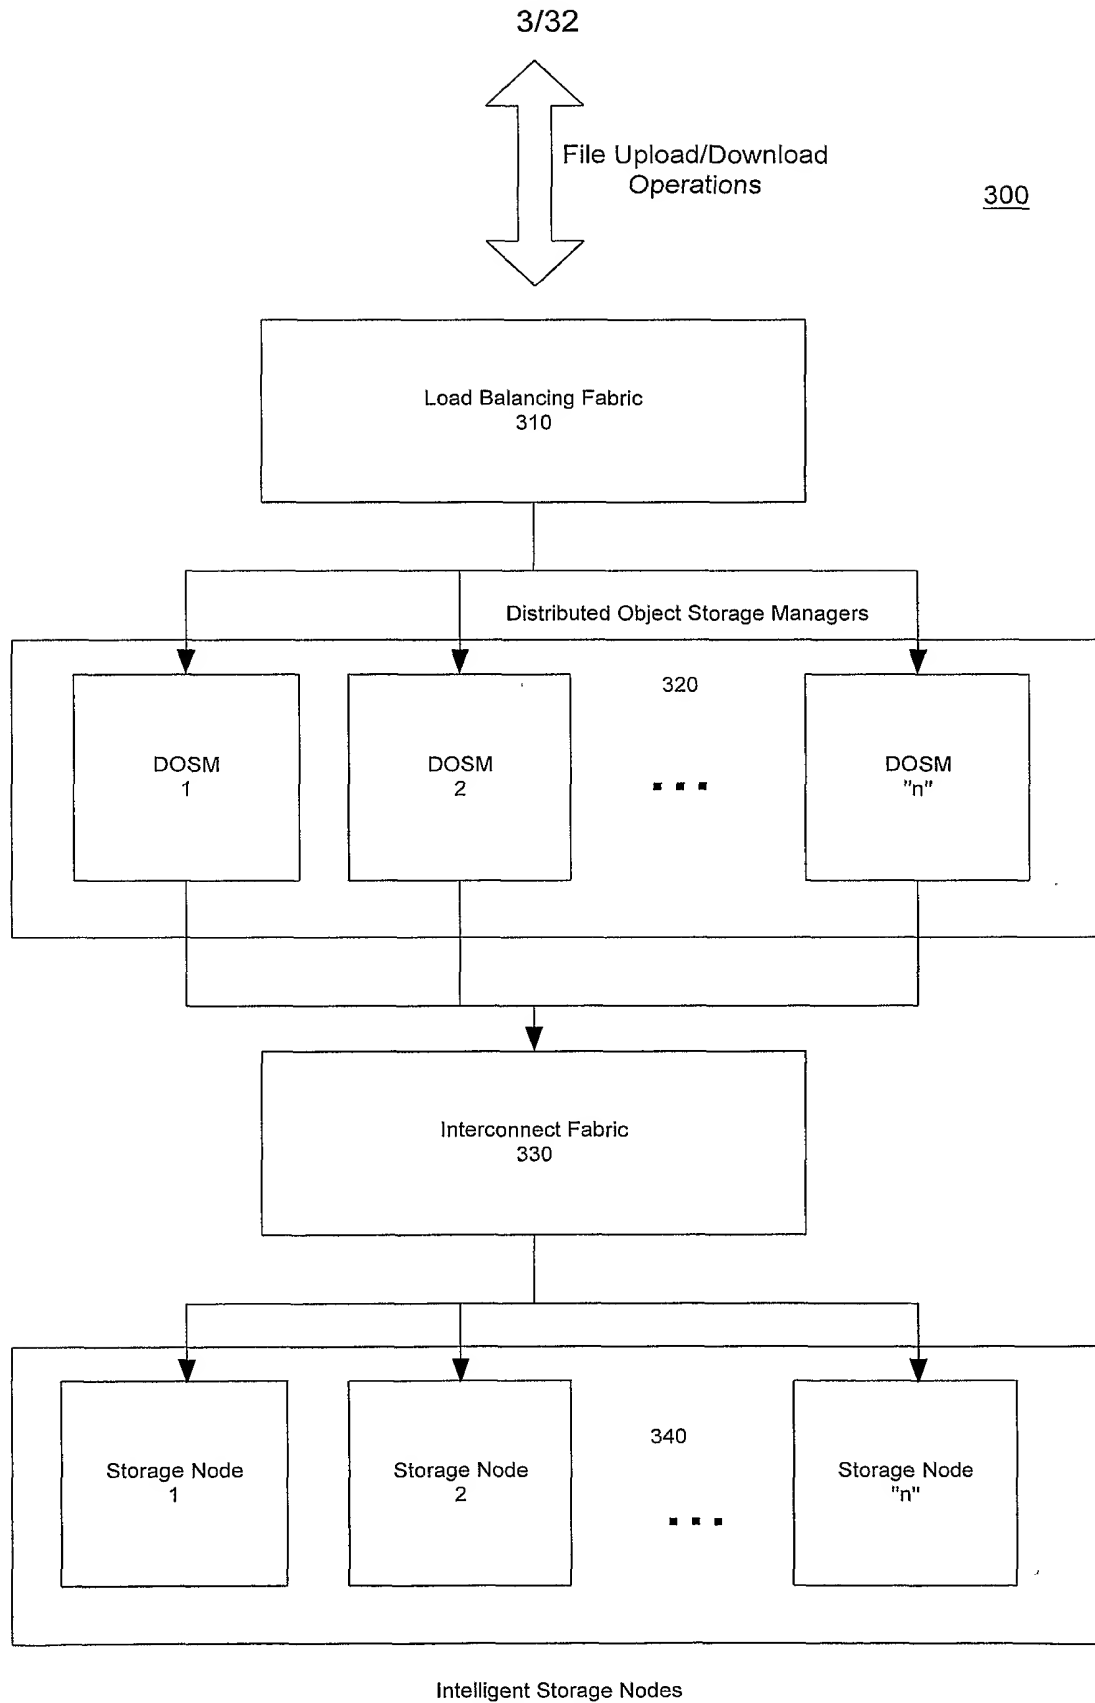 3/32
File Upload/Download
Operations
300
Load Balancing Fabric
310
Distributed Object Storage Managers
320
DOSM
1
DOSM
2
DOSM
"n"
Interconnect Fabric
330
340
Storage Node
1
Storage Node
2
Storage Node
"n"
Intelligent Storage Nodes